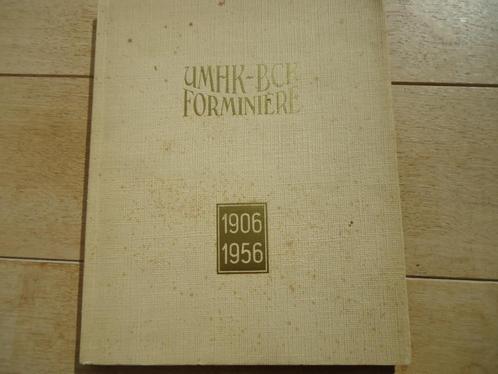 UMHK-BCK
FORMINIERE
1906
1956